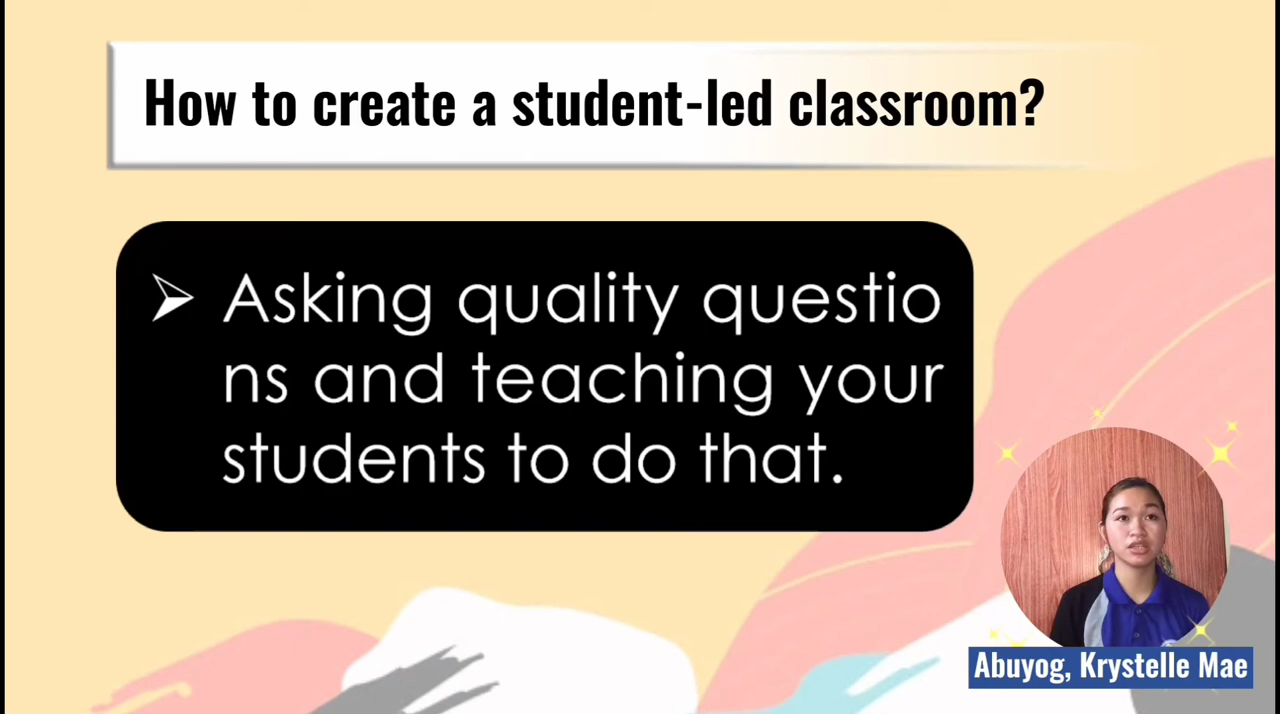 How to create a student-led classroom?
Asking quality questio
ns and teaching your
students to do that.
Abuyog, Krystelle Mae